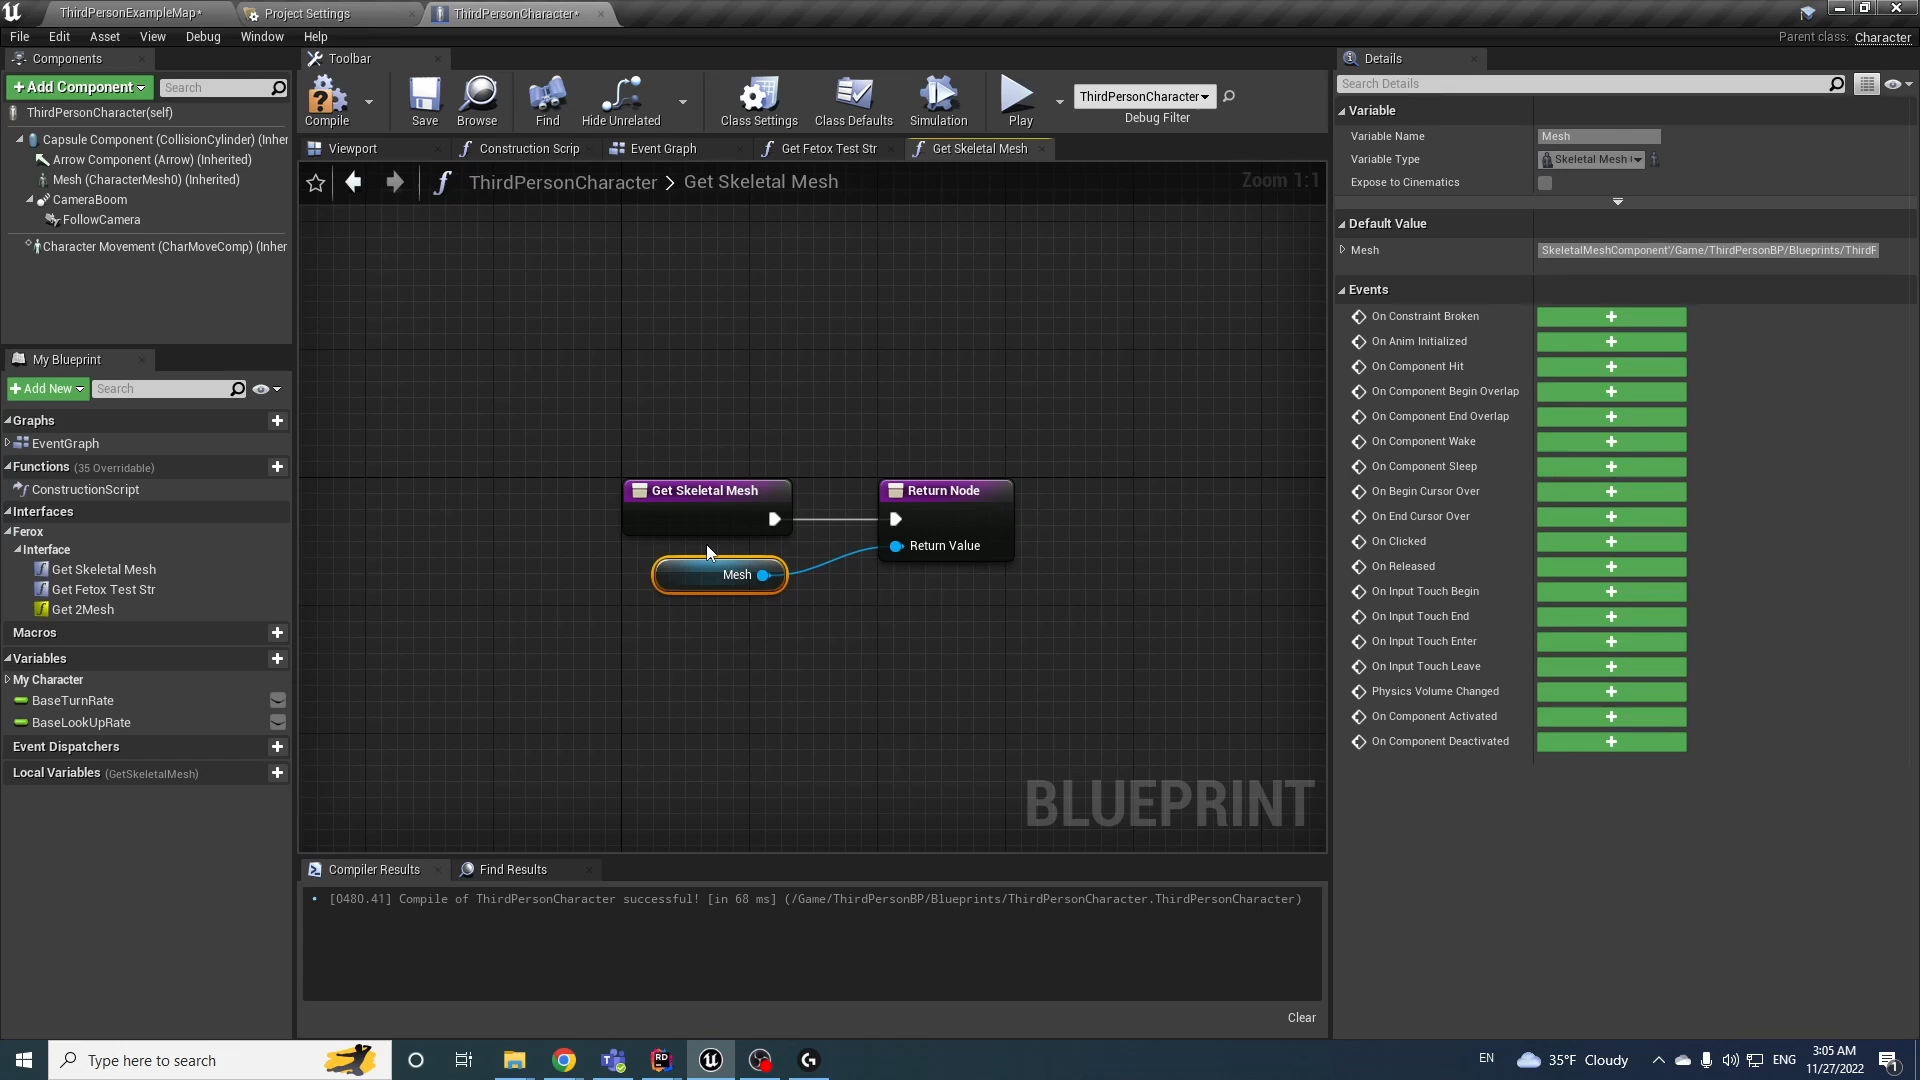 ThirdPersonExampleMap*
Project Settings
ThirdPersonCharacter*
File Edit Asset View Debug Window Help
Parent class: Character
Components
+Add Component
Search
ThirdPersonCharacter(self)
Capsule Component (CollisionCylinder) (Inher
Arrow Component (Arrow) (Inherited)
Mesh (CharacterMesh0) (Inherited)
CameraBoom
FollowCamera
Character Movement (CharMoveComp) (Inher
My Blueprint
+Add New
Search
Graphs
EventGraph
Functions (35 Overridable)
ConstructionScript
Interfaces
Ferox
Interface
Get Skeletal Mesh
Get Fetox Test Str
Get 2Mesh
Macros
Variables
My Character
BaseTurnRate
BaseLookUpRate
Event Dispatchers
Local Variables (GetSkeletalMesh)
Toolbar
Compile
Save
Browse
Find
Hide Unrelated
Class Settings
Class Defaults
Simulation
Play
ThirdPersonCharacter
Debug Filter
Viewport
Construction Scrip
Event Graph
Get Fetox Test Str
Get Skeletal Mesh
ThirdPersonCharacter > Get Skeletal Mesh
Zoom 1:1
Get Skeletal Mesh
Mesh
Return Node
Return Value
BLUEPRINT
Compiler Results
Find Results
[0480.41] Compile of ThirdPersonCharacter successful! [in 68 ms] (/Game/ThirdPersonBP/Blueprints/ThirdPersonCharacter.ThirdPersonCharacter)
Clear
Details
Search Details
Variable
Variable Name
Mesh
Variable Type
Skeletal Mesh
Expose to Cinematics
Default Value
Mesh
SkeletalMeshComponent'/Game/ThirdPersonBP/Blueprints/ThirdF
Events
On Constraint Broken
On Anim Initialized
On Component Hit
On Component Begin Overlap
On Component End Overlap
On Component Wake
On Component Sleep
On Begin Cursor Over
On End Cursor Over
On Clicked
On Released
On Input Touch Begin
On Input Touch End
On Input Touch Enter
On Input Touch Leave
Physics Volume Changed
On Component Activated
On Component Deactivated
Type here to search
RD
EN
35°F Cloudy
ENG
3:05 AM
11/27/2022
1